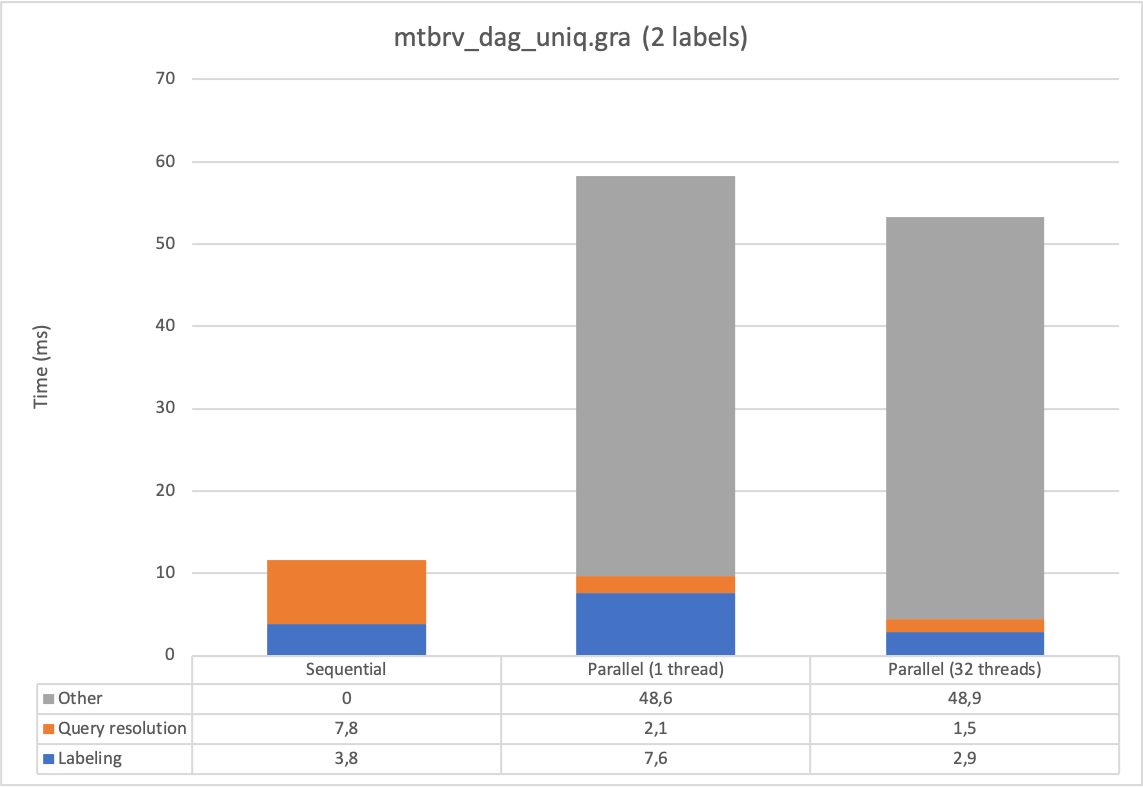 mtbrv_dag_uniq.gra (2 labels)
70
60
50
40
30
20
10
0
Time (ms)
Sequential Parallel (1 thread) Parallel (32 threads)
Other 0 48,6 48,9
Query resolution 7,8 2,1 1,5
Labeling 3,8 7,6 2,9